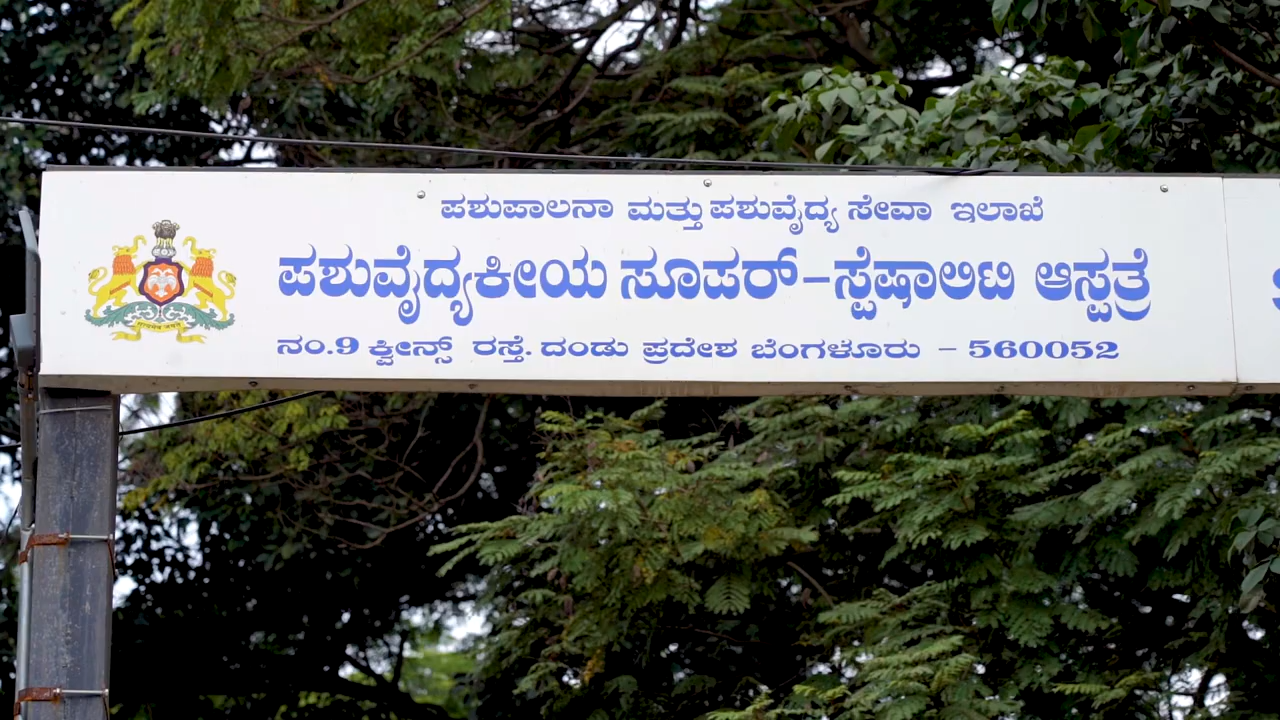 ಪಶುಪಾಲನಾ ಮತ್ತು ಪಶುವೈದ್ಯ ಸೇವಾ ಇಲಾಖೆ
ಪಶುವೈದ್ಯಕೀಯ ಸೂಪರ್-ಸ್ಪೆಷಾಲಿಟಿ ಆಸ್ಪತ್ರೆ
ನಂ.9 ಕ್ವೀನ್ಸ್ ರಸ್ತೆ. ದಂಡು ಪ್ರದೇಶ ಬೆಂಗಳೂರು - 560052